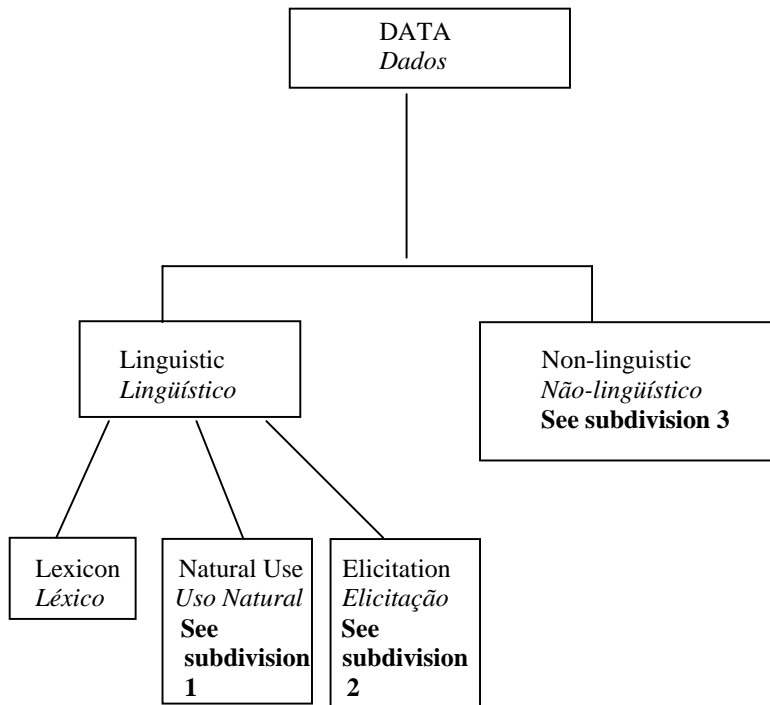 DATA
Dados
Linguistic
Lingüístico
Non-linguistic
Não-lingüístico
See subdivision 3
Lexicon
Léxico
Natural Use
Uso Natural
See
subdivision
1
Elicitation
Elicitação
See
subdivision
2